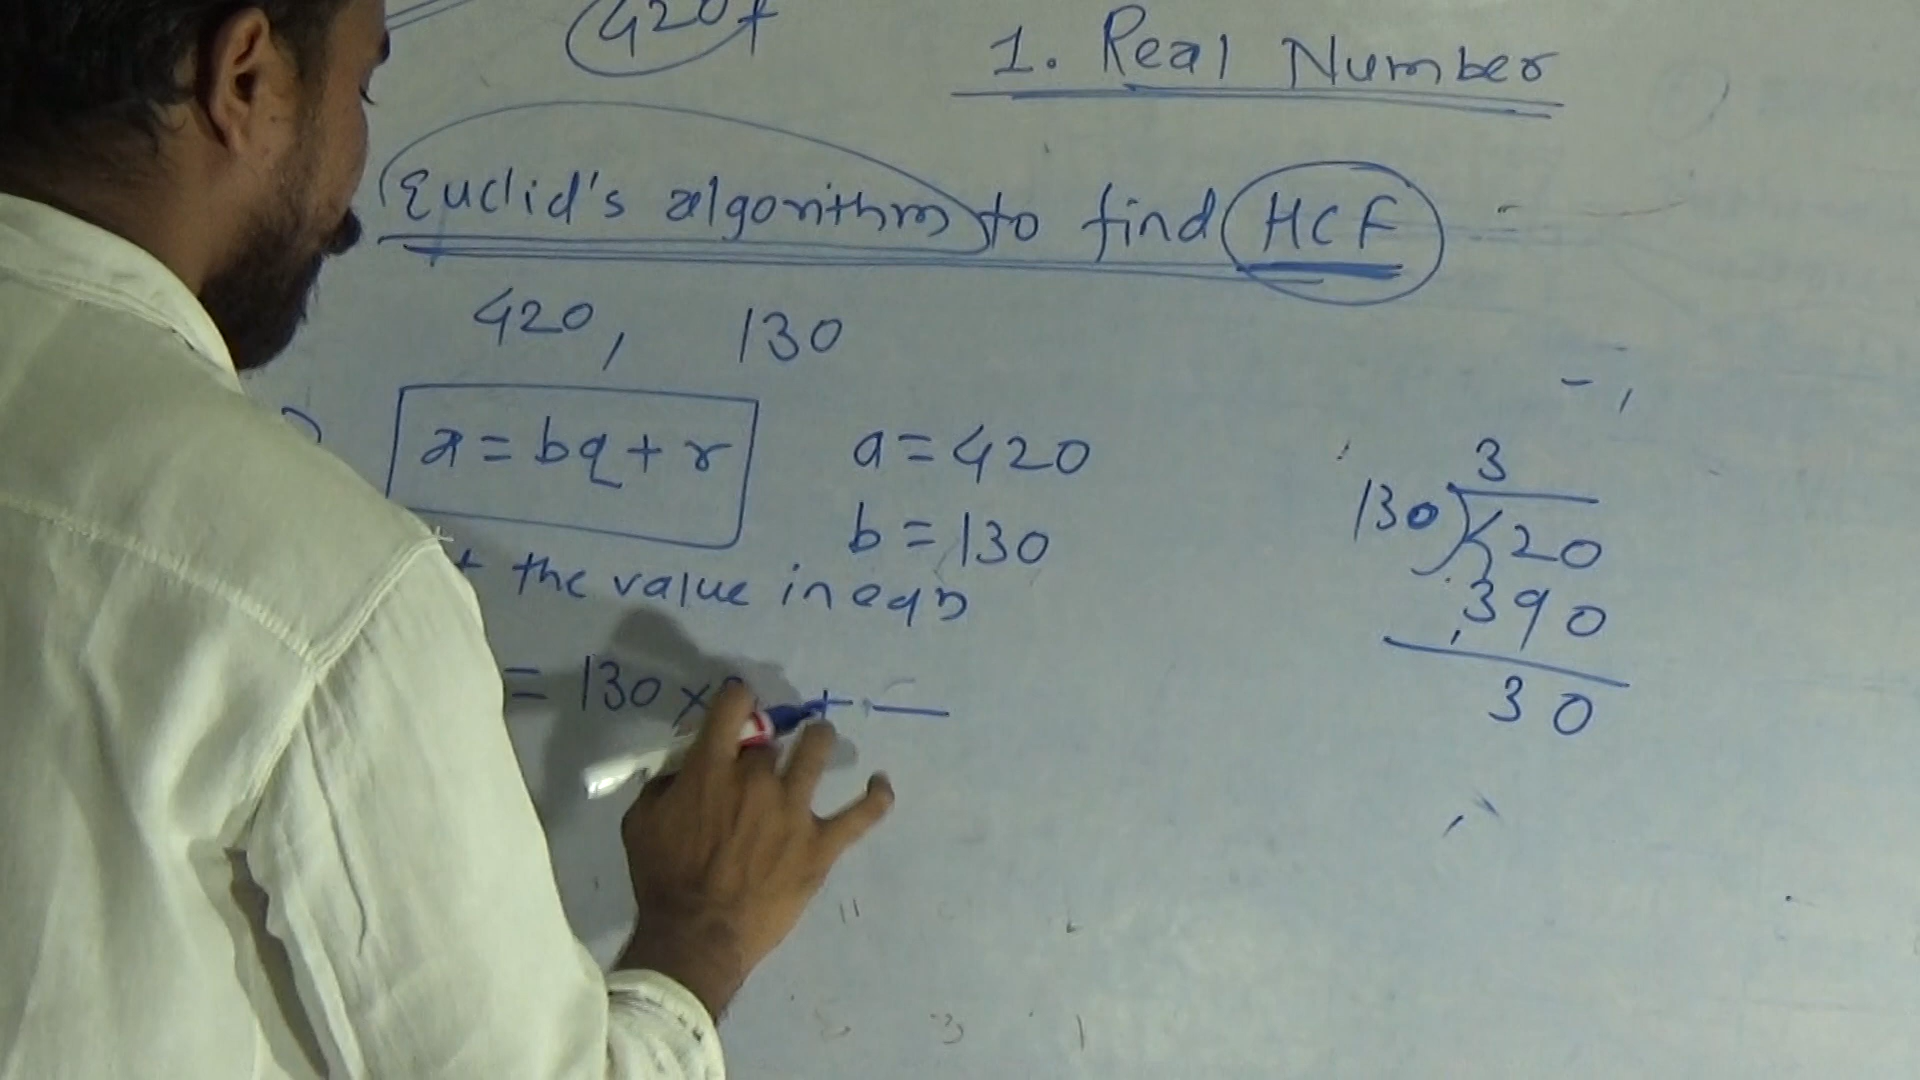 420+
1. Real Number
Euclid's algorithm to find HCF
420, 130
a = bq + r
a = 420
b = 130
the value in eqn
= 130 × + —
3
130 420
390
30